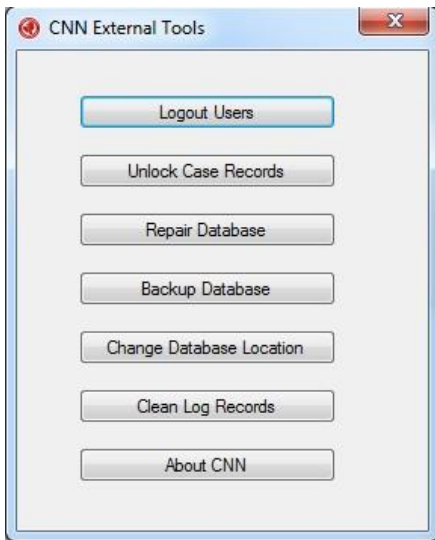 CNN External Tools
Logout Users
Unlock Case Records
Repair Database
Backup Database
Change Database Location
Clean Log Records
About CNN